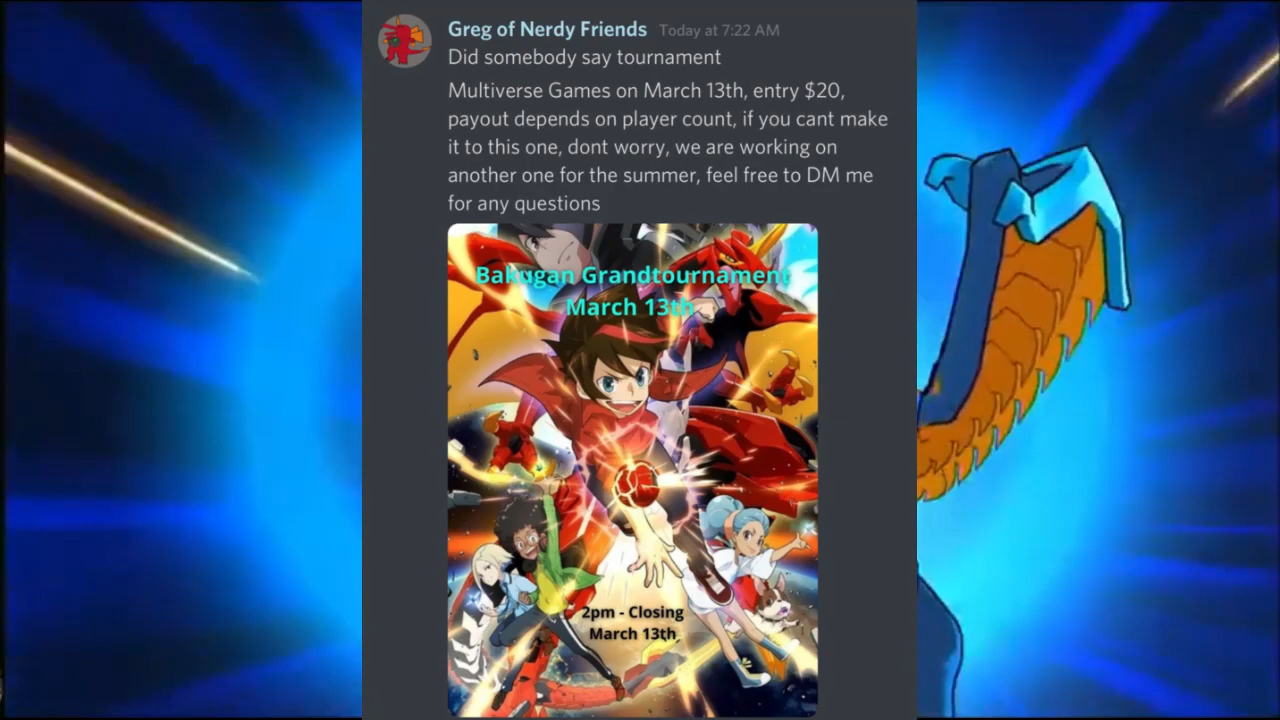 Greg of Nerdy Friends Today at 7:22 AM
Did somebody say tournament
Multiverse Games on March 13th, entry $20,
payout depends on player count, if you cant make
it to this one, dont worry, we are working on
another one for the summer, feel free to DM me
for any questions
Bakugan Grandtournament
March 13th
2pm - Closing
March 13th